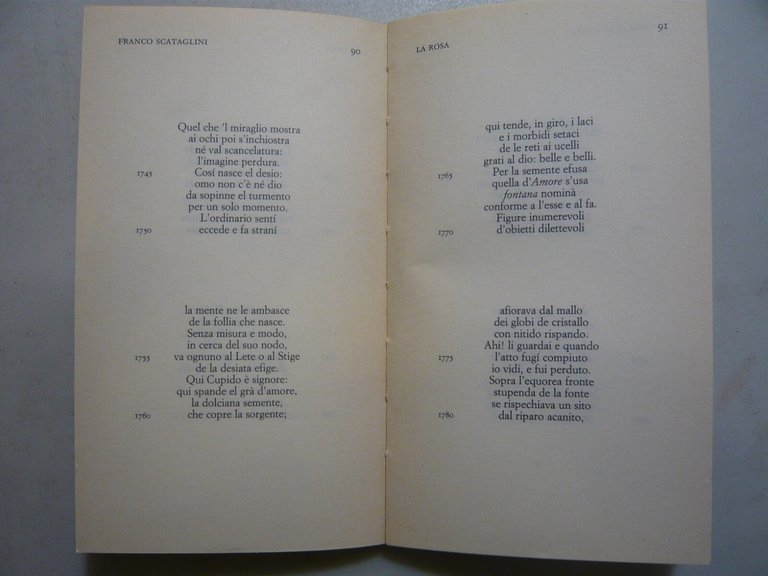 FRANCO SCATAGLINI
90
Quel che 'l miraglio mostra
ai ochi poi s'inchiostra
né val scancelatura:
l'imagine perdura.
1745 Cosí nasce el desio:
omo non c'è né dio
da sopinne el turmento
per un solo momento.
L'ordinario sentí
1750 eccede e fa straní
la mente ne le ambasce
de la follia che nasce.
Senza misura e modo,
in cerca del suo nodo,
1755 va ognuno al Lete o al Stige
de la desiata efige.
Qui Cupido è signore:
qui spande el grà d'amore,
la dolciana semente,
1760 che copre la sorgente;
LA ROSA
91
qui tende, in giro, i laci
e i morbidi setaci
de le reti ai ucelli
grati al dio: belle e belli.
1765 Per la semente efusa
quella d'Amore s'usa
fontana nominà
conforme a l'esse e al fa.
Figure inumerevoli
1770 d'obietti dilettevoli
afiorava dal mallo
dei globi de cristallo
con nitido rispando.
Ahi! li guardai e quando
1775 l'atto fugí compiuto
io vidi, e fui perduto.
Sopra l'equorea fronte
stupenda de la fonte
se rispechiava un sito
1780 dal riparo acanito,